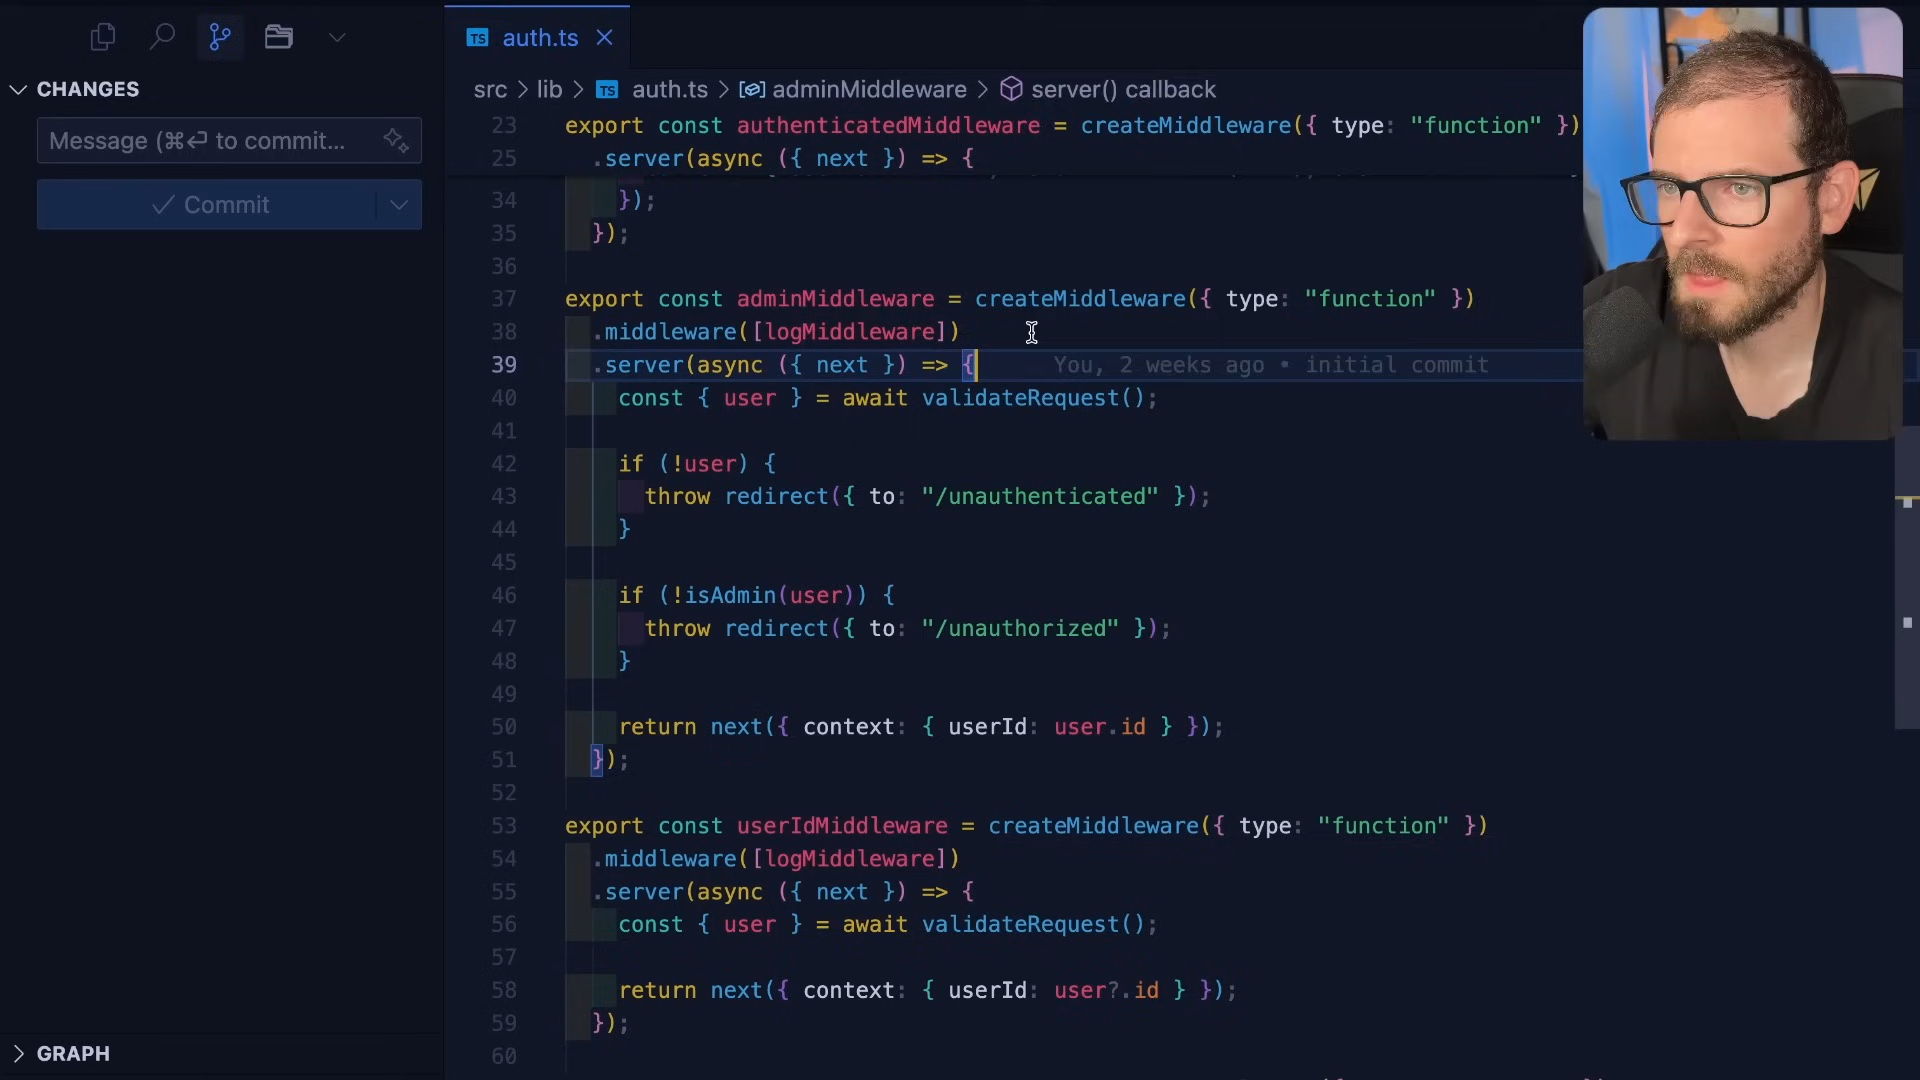 TS auth.ts
CHANGES
src > lib > TS auth.ts > adminMiddleware > server() callback
Message (⌘⏎ to commit...
Commit
23 export const authenticatedMiddleware = createMiddleware({ type: "function" })
25 .server(async ({ next }) => {
34 });
35 });
36
37 export const adminMiddleware = createMiddleware({ type: "function" })
38 .middleware([logMiddleware])
39 .server(async ({ next }) => { You, 2 weeks ago • initial commit
40 const { user } = await validateRequest();
41
42 if (!user) {
43 throw redirect({ to: "/unauthenticated" });
44 }
45
46 if (!isAdmin(user)) {
47 throw redirect({ to: "/unauthorized" });
48 }
49
50 return next({ context: { userId: user.id } });
51 });
52
53 export const userIdMiddleware = createMiddleware({ type: "function" })
54 .middleware([logMiddleware])
55 .server(async ({ next }) => {
56 const { user } = await validateRequest();
57
58 return next({ context: { userId: user?.id } });
59 });
60
GRAPH